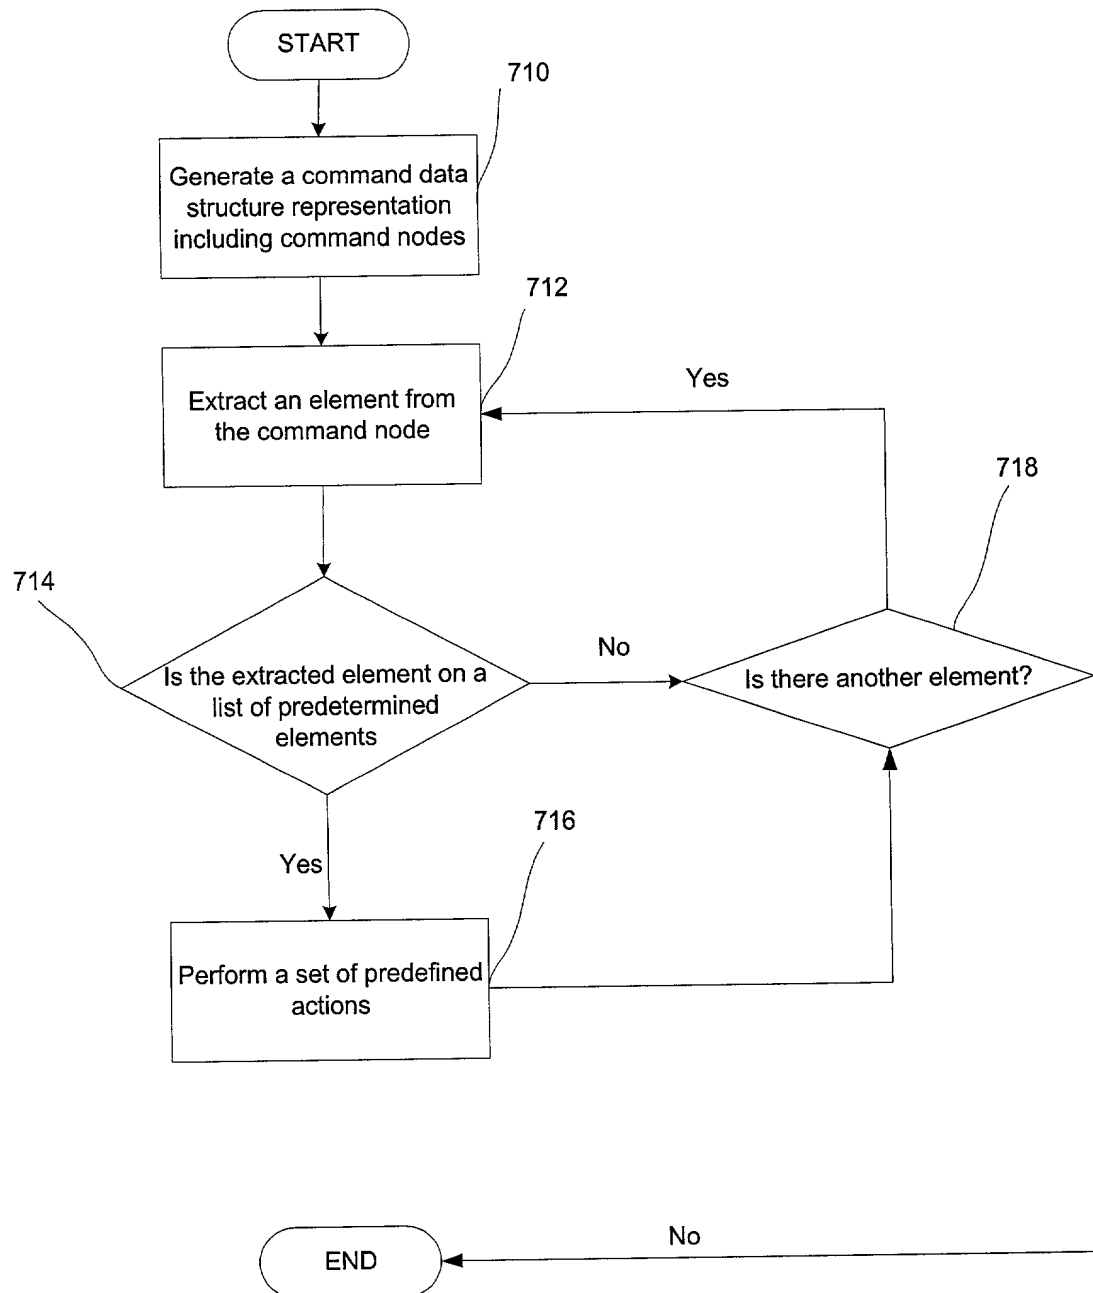 START
710
Generate a command data
structure representation
including command nodes
712
Extract an element from
the command node
Yes
718
714
Is the extracted element on a
list of predetermined
elements
No
Is there another element?
Yes
716
Perform a set of predefined
actions
No
END